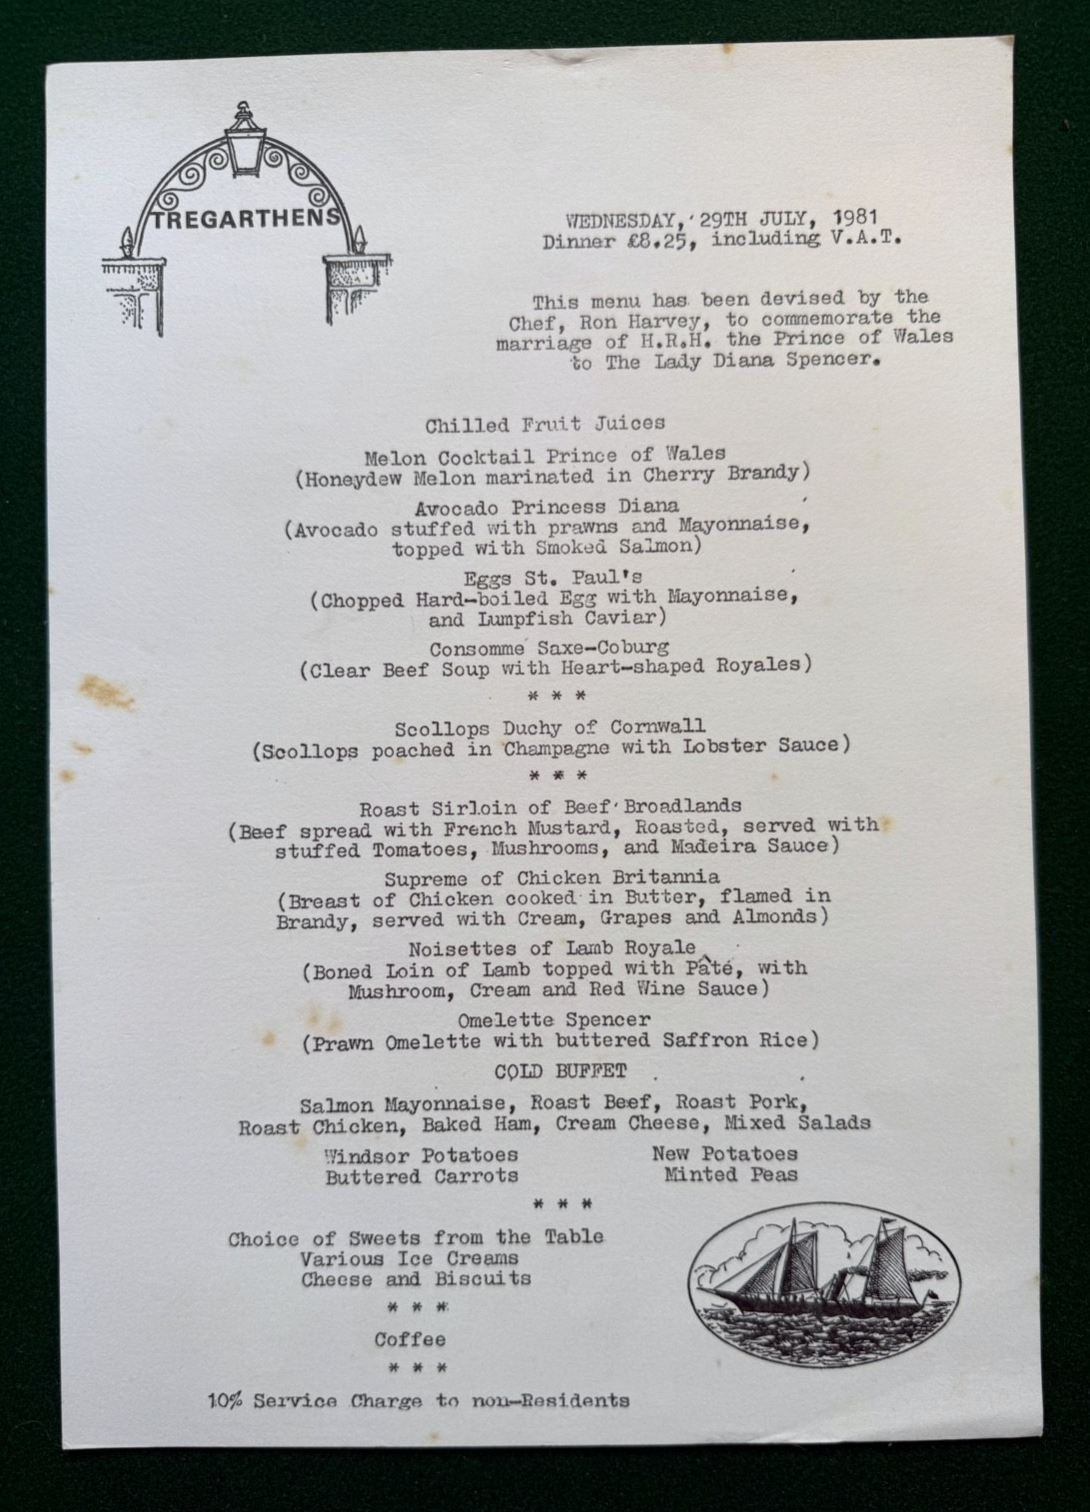 TREGARTHENS
WEDNESDAY, 29TH JULY, 1981
Dinner £8.25, including V.A.T.
This menu has been devised by the
Chef, Ron Harvey, to commemorate the
marriage of H.R.H. the Prince of Wales
to The Lady Diana Spencer.
Chilled Fruit Juices
Melon Cocktail Prince of Wales
(Honeydew Melon marinated in Cherry Brandy)
Avocado Princess Diana
(Avocado stuffed with prawns and Mayonnaise,
topped with Smoked Salmon)
Eggs St. Paul's
(Chopped Hard-boiled Egg with Mayonnaise,
and Lumpfish Caviar)
Consomme Saxe-Coburg
(Clear Beef Soup with Heart-shaped Royales)
* * *
Scollops Duchy of Cornwall
(Scollops poached in Champagne with Lobster Sauce)
* * *
Roast Sirloin of Beef Broadlands
(Beef spread with French Mustard, Roasted, served with
stuffed Tomatoes, Mushrooms, and Madeira Sauce)
Supreme of Chicken Britannia
(Breast of Chicken cooked in Butter, flamed in
Brandy, served with Cream, Grapes and Almonds)
Noisettes of Lamb Royale
(Boned Loin of Lamb topped with Pâté, with
Mushroom, Cream and Red Wine Sauce)
Omelette Spencer
(Prawn Omelette with buttered Saffron Rice)
COLD BUFFET
Salmon Mayonnaise, Roast Beef, Roast Pork,
Roast Chicken, Baked Ham, Cream Cheese, Mixed Salads
Windsor Potatoes New Potatoes
Buttered Carrots Minted Peas
* * *
Choice of Sweets from the Table
Various Ice Creams
Cheese and Biscuits
* * *
Coffee
* * *
10% Service Charge to non-Residents